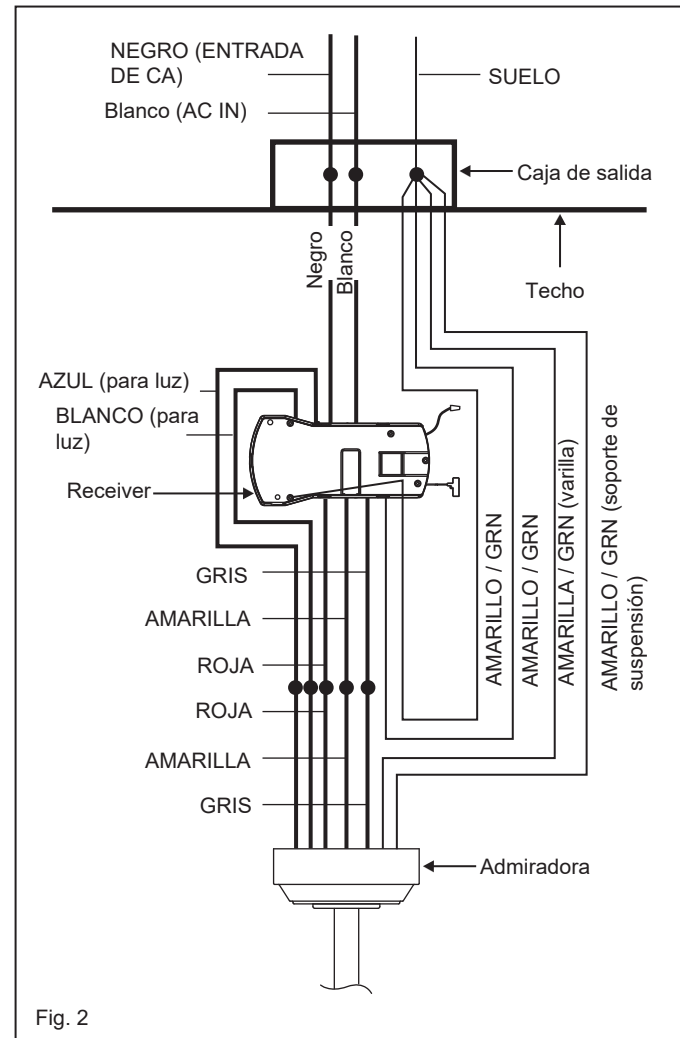 NEGRO (ENTRADA
DE CA)
SUELO
Blanco (AC IN)
Caja de salida
Negro
Blanco
Techo
AZUL (para luz)
BLANCO (para
luz)
Receiver
GRIS
AMARILLA
ROJA
ROJA
AMARILLA
GRIS
AMARILLO / GRN
AMARILLO / GRN
AMARILLA / GRN (varilla)
AMARILLO / GRN (soporte de
suspensión)
Admiradora
Fig. 2